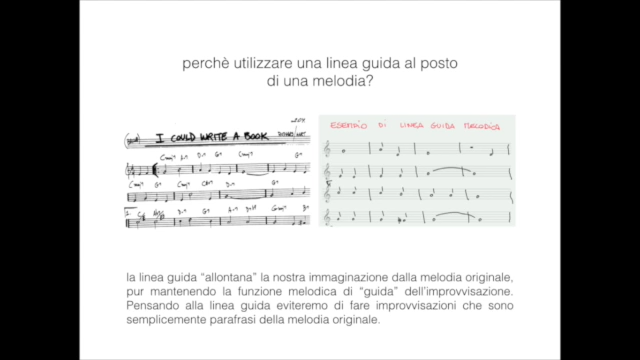 perchè utilizzare una linea guida al posto
di una melodia?
I COULD WRITE A BOOK
ESEMPIO DI LINEA GUIDA MELODICA
la linea guida “allontana” la nostra immaginazione dalla melodia originale,
pur mantenendo la funzione melodica di “guida” dell’improvvisazione.
Pensando alla linea guida eviteremo di fare improvvisazioni che sono
semplicemente parafrasi della melodia originale.